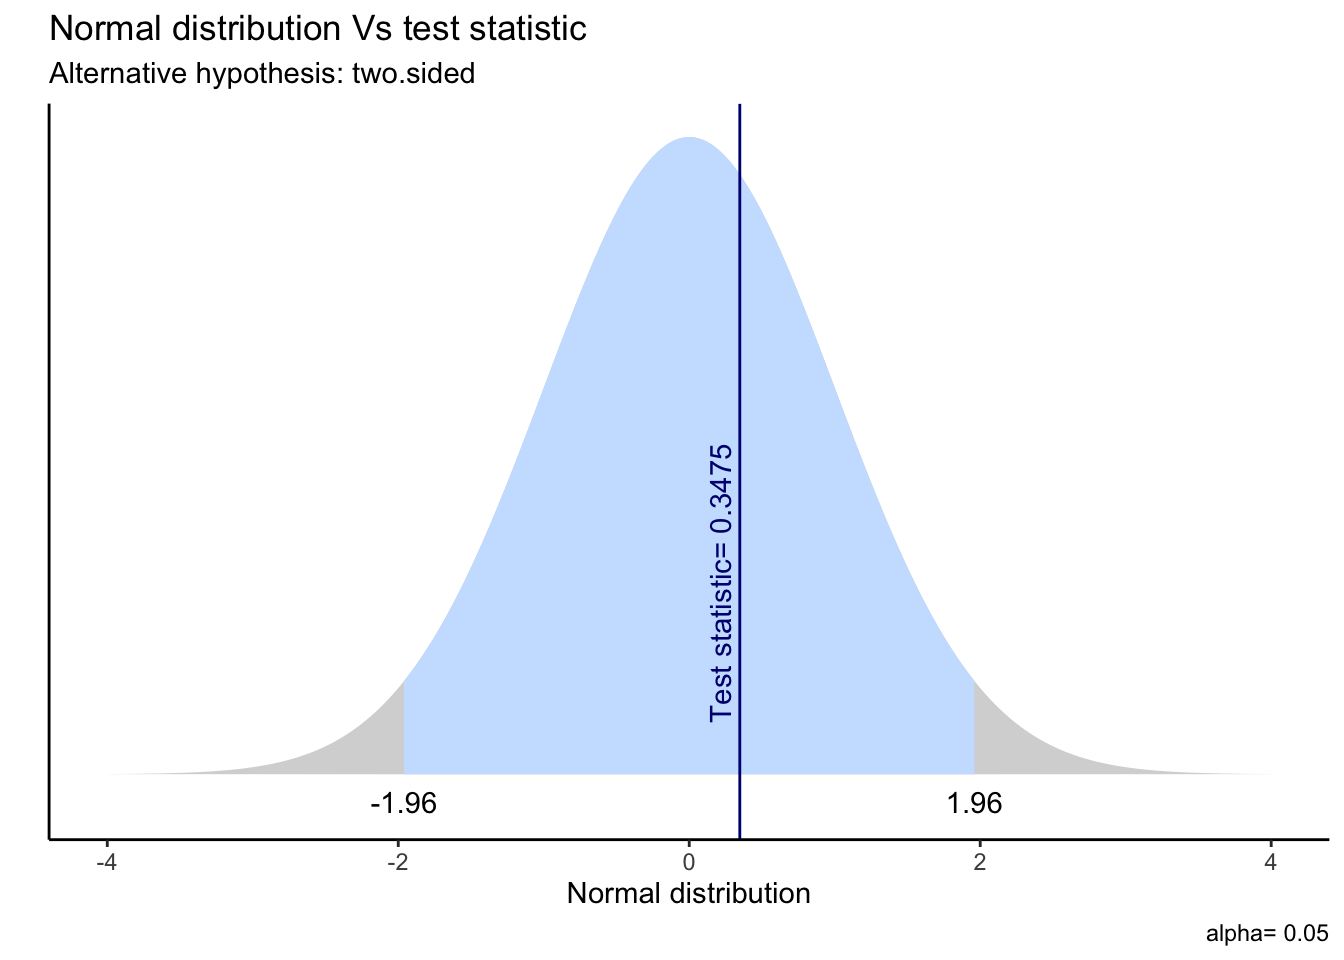 Normal distribution Vs test statistic
Alternative hypothesis: two.sided
Test statistic= 0.3475
-1.96
1.96
-4
-2
0
2
4
Normal distribution
alpha= 0.05